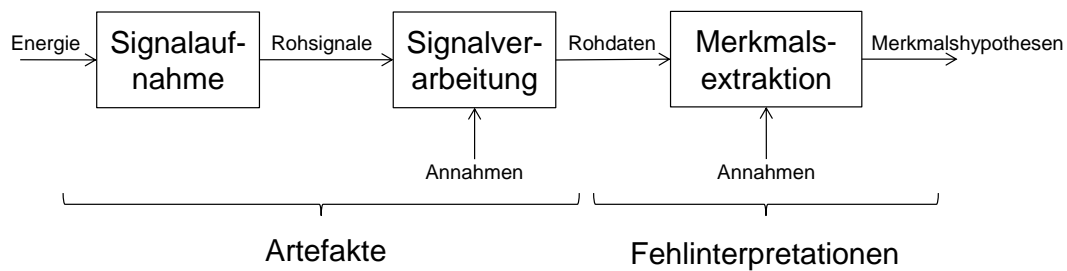 Energie
Signalauf-
nahme
Rohsignale
Signalver-
arbeitung
Rohdaten
Merkmals-
extraktion
Merkmalshypothesen
Annahmen
Annahmen
Artefakte
Fehlinterpretationen